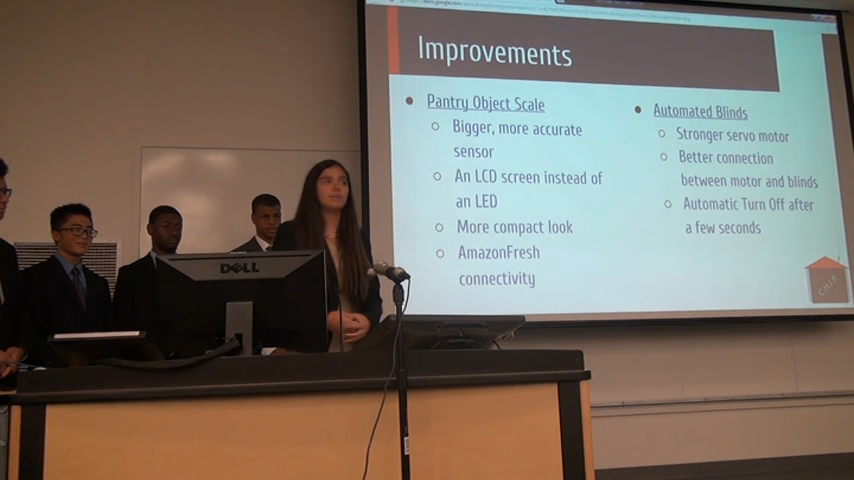 Improvements
Pantry Object Scale
Bigger, more accurate
sensor
An LCD screen instead of
an LED
More compact look
AmazonFresh
connectivity
Automated Blinds
Stronger servo motor
Better connection
between motor and blinds
Automatic Turn Off after
a few seconds
C.H.I.P.
DELL